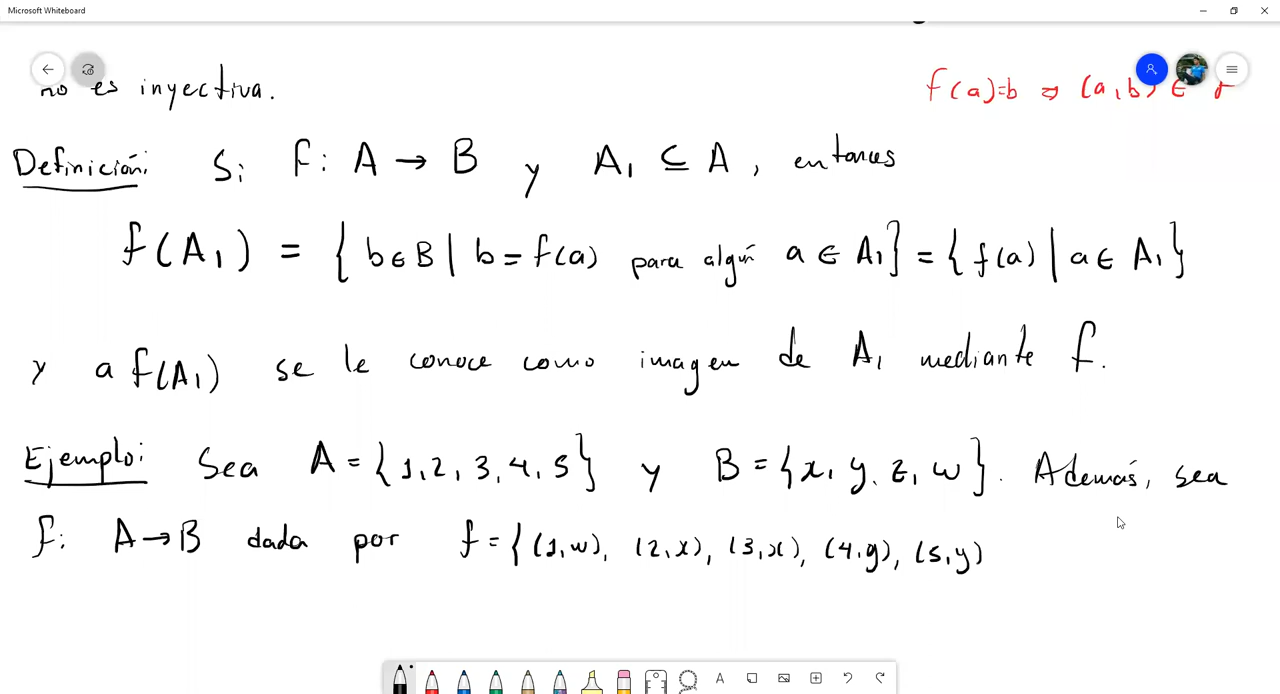 Microsoft Whiteboard
no es inyectiva.
f(a)=b ⇒ (a,b) ∈ f
Definición: Si f: A → B y A₁ ⊆ A, entonces
f(A₁) = { b ∈ B | b = f(a) para algún a ∈ A₁ } = { f(a) | a ∈ A₁ }
y a f(A₁) se le conoce como imagen de A₁ mediante f.
Ejemplo: Sea A = {1, 2, 3, 4, 5} y B = {x, y, z, w}. Además, sea
f: A → B dada por f = {(1,w), (2,x), (3,x), (4,y), (5,y)
A